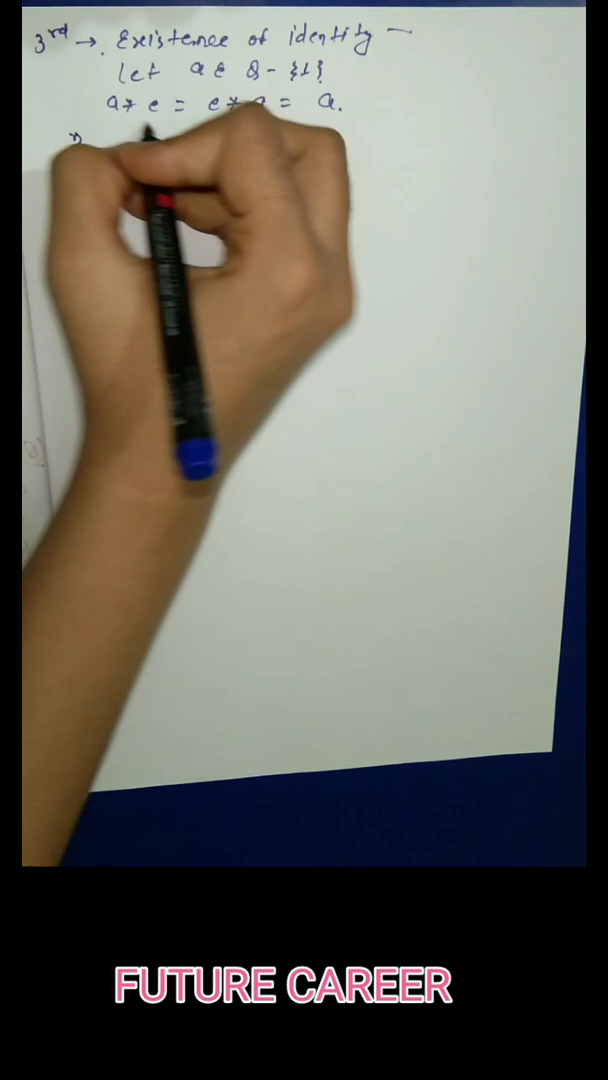 3rd → Existence of identity —
Let a ∈ Q - {1}
a * e = e * a = a.
FUTURE CAREER